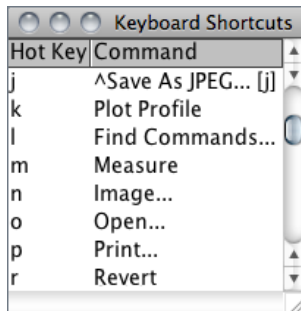 Keyboard Shortcuts
Hot Key Command
j ^Save As JPEG... [j]
k Plot Profile
l Find Commands...
m Measure
n Image...
o Open...
p Print...
r Revert